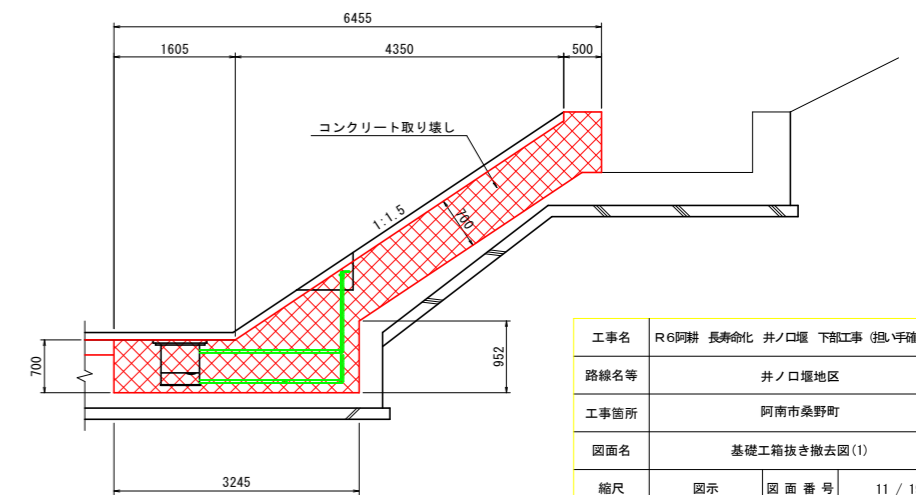 6455
1605 4350 500
コンクリート取り壊し
1:1.5
700
700
952
3245
工事名 R6阿耕 長寿命化 井ノ口堰 下部工事 (担い手確
路線名等 井ノ口堰地区
工事箇所 阿南市桑野町
図面名 基礎工箱抜き撤去図(1)
縮尺 図示 図面番号 11 / 1